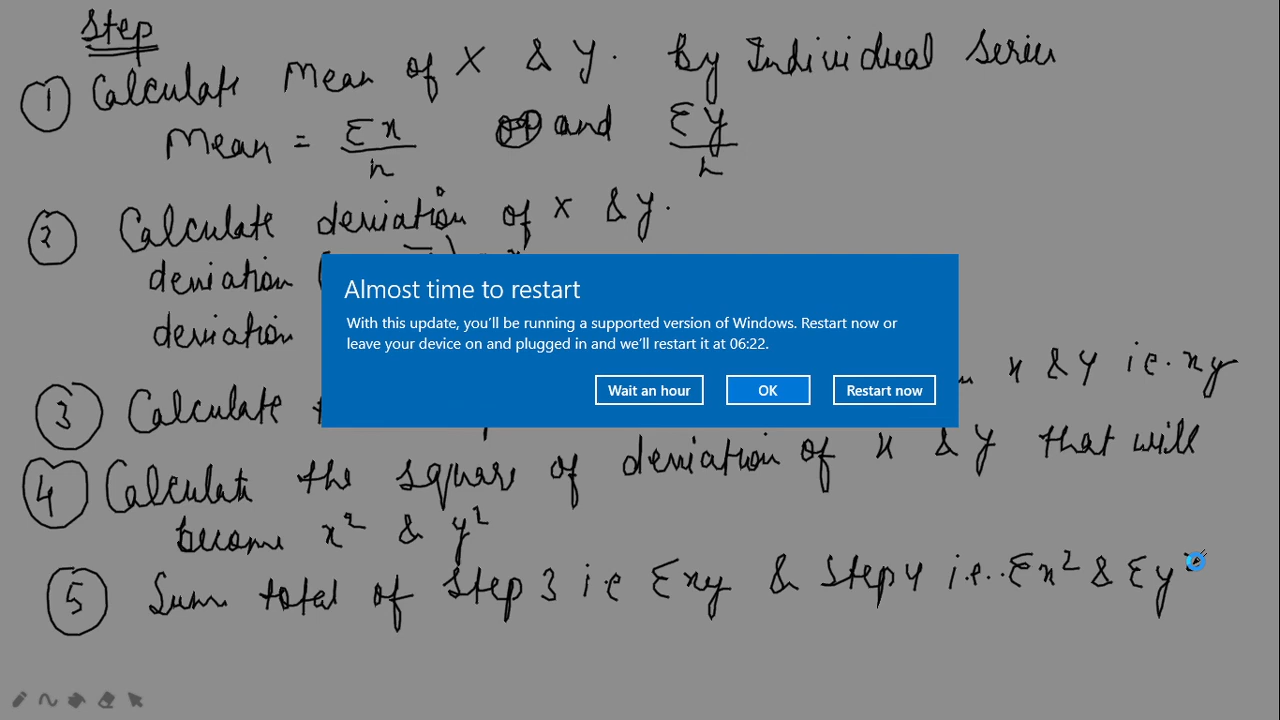 Step
① Calculate Mean of X & Y. By Individual Series
Mean = Σx/n and Σy/n
② Calculate deviation of X & Y.
deviation (
deviation
Almost time to restart
With this update, you'll be running a supported version of Windows. Restart now or
leave your device on and plugged in and we'll restart it at 06:22.
Wait an hour OK Restart now
③ Calculate x & y i.e. xy
④ Calculate the square of deviation of x & y that will
become x² & y²
⑤ Sum total of Step 3 i e Σxy & Step 4 i.e.. Σx² & Σy²